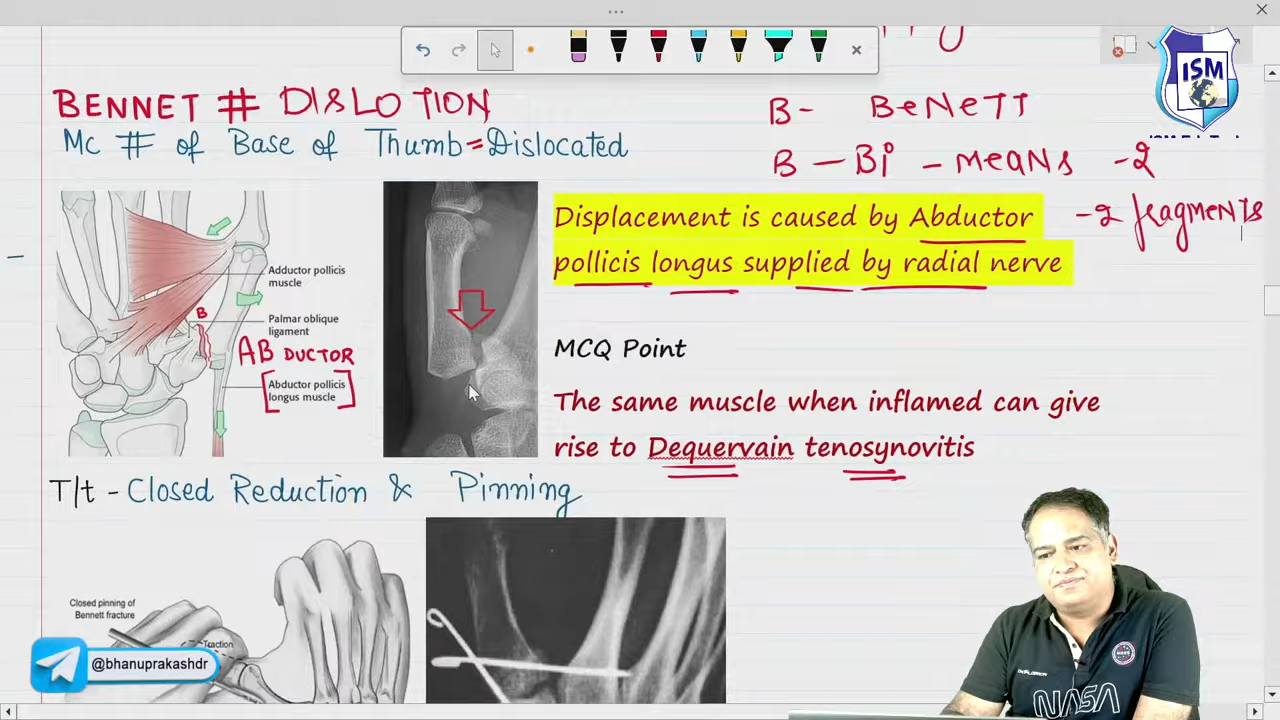 ISM
BENNET # DISLOTION
Mc # of Base of Thumb=Dislocated
B- BeNeTT
B - Bi - meaNs -2
-2 fragmeNts
Displacement is caused by Abductor
pollicis longus supplied by radial nerve
Adductor pollicis
muscle
B
Palmar oblique
ligament
ABDUCTOR
Abductor pollicis
longus muscle
MCQ Point
The same muscle when inflamed can give
rise to Dequervain tenosynovitis
T/t - Closed Reduction & Pinning
Closed pinning of
Bennett fracture
Traction
@bhanuprakashdr
NASA